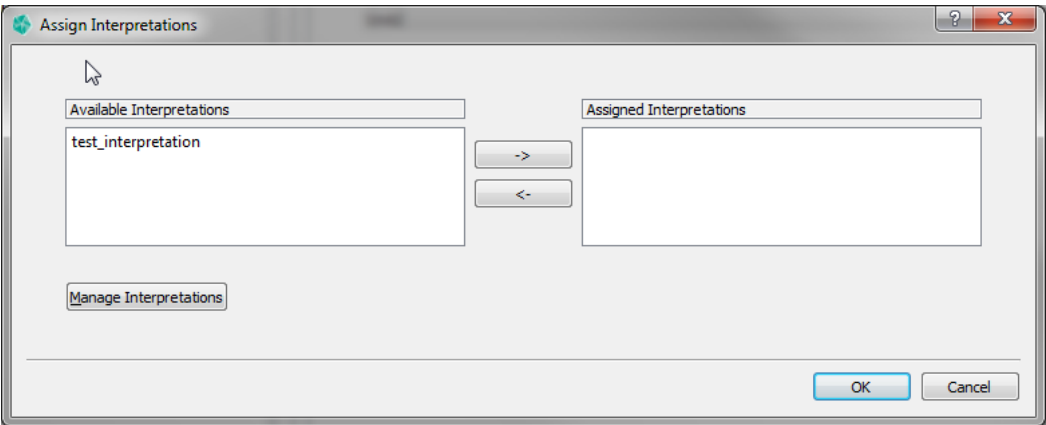 Assign Interpretations
?
X
Available Interpretations
Assigned Interpretations
test_interpretation
->
<-
Manage Interpretations
OK
Cancel